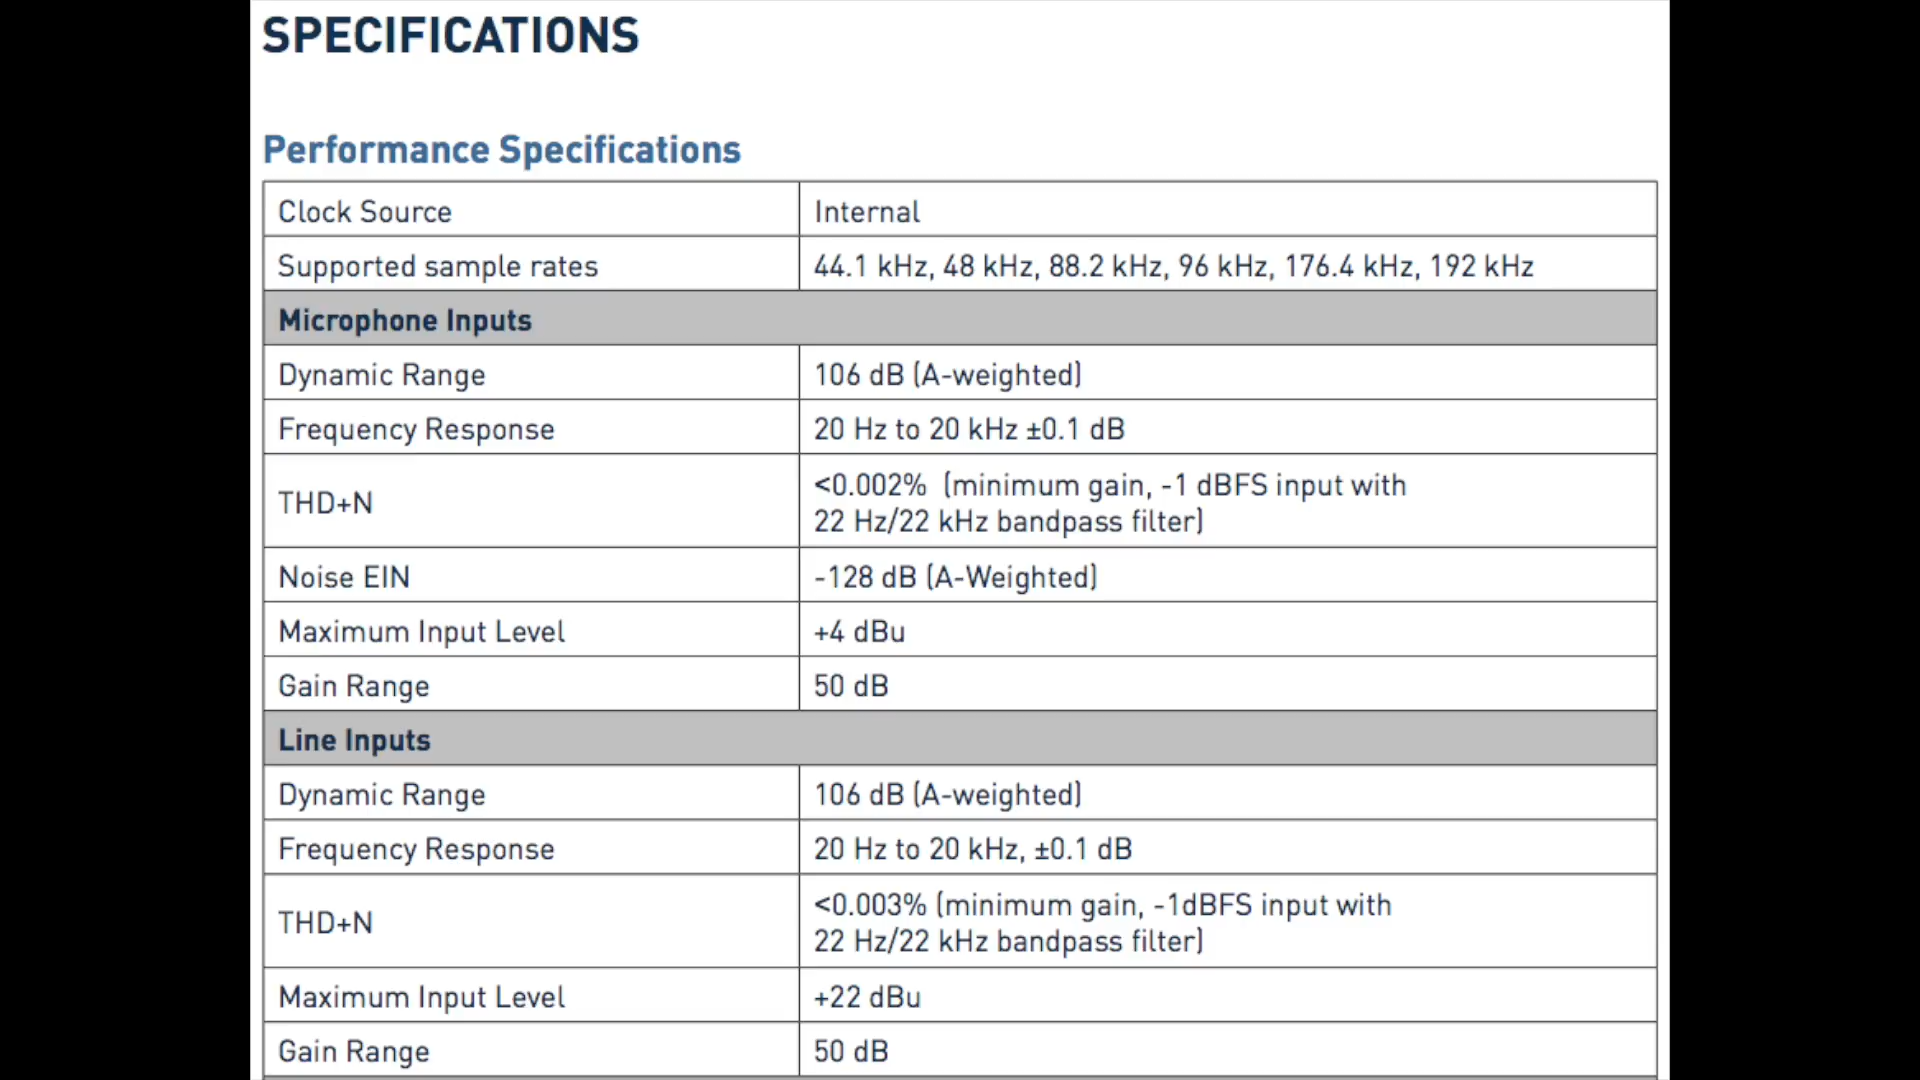 SPECIFICATIONS
Performance Specifications
Clock Source Internal
Supported sample rates 44.1 kHz, 48 kHz, 88.2 kHz, 96 kHz, 176.4 kHz, 192 kHz
Microphone Inputs
Dynamic Range 106 dB (A-weighted)
Frequency Response 20 Hz to 20 kHz ±0.1 dB
THD+N <0.002% (minimum gain, -1 dBFS input with
22 Hz/22 kHz bandpass filter)
Noise EIN -128 dB (A-Weighted)
Maximum Input Level +4 dBu
Gain Range 50 dB
Line Inputs
Dynamic Range 106 dB (A-weighted)
Frequency Response 20 Hz to 20 kHz, ±0.1 dB
THD+N <0.003% (minimum gain, -1dBFS input with
22 Hz/22 kHz bandpass filter)
Maximum Input Level +22 dBu
Gain Range 50 dB